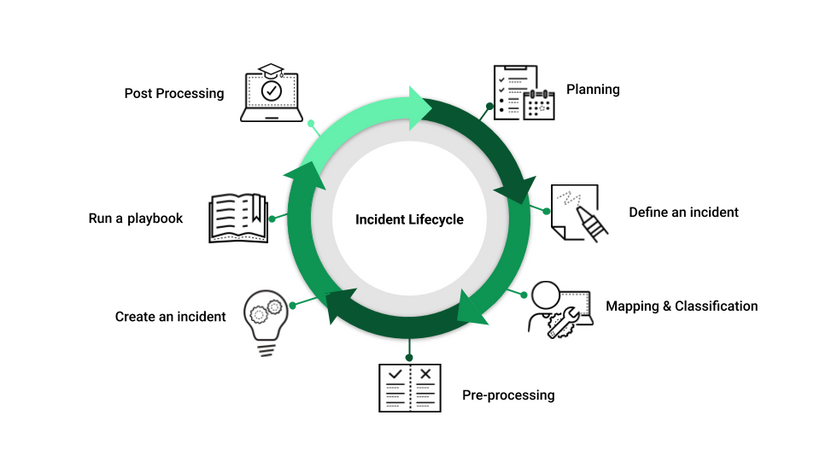 Post Processing
Planning
Run a playbook
Incident Lifecycle
Define an incident
Create an incident
Mapping & Classification
Pre-processing